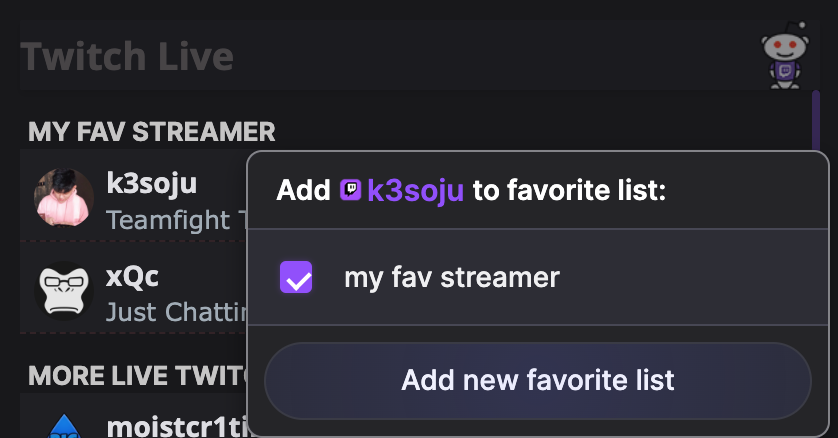 Twitch Live
MY FAV STREAMER
k3soju
Teamfight
Add k3soju to favorite list:
xQc
Just Chattin
my fav streamer
MORE LIVE TWIT
Add new favorite list
moistcr1ti